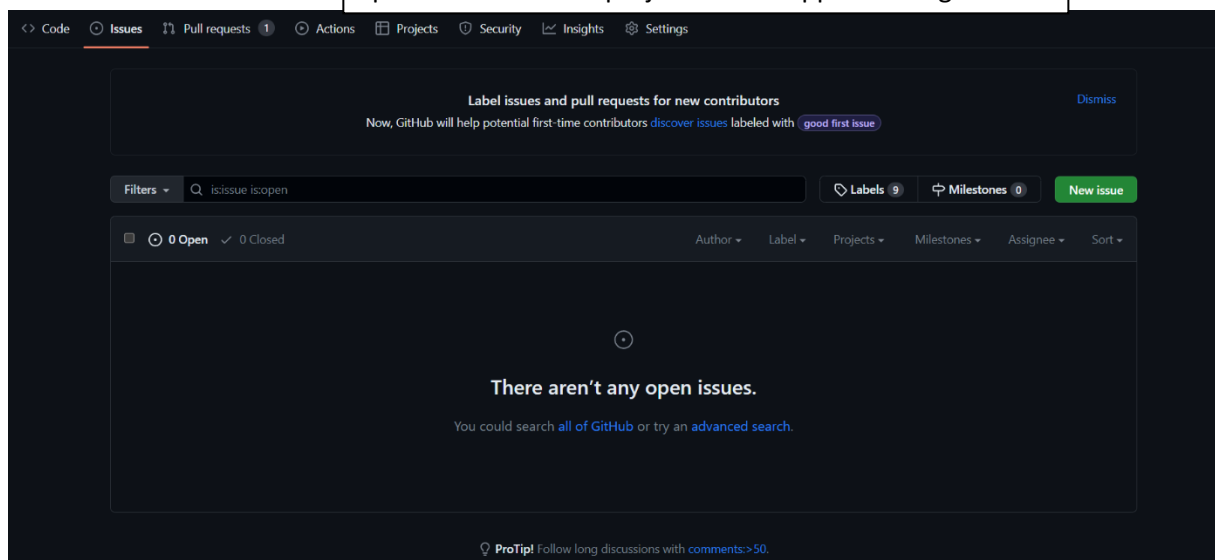 Code Issues Pull requests 1 Actions Projects Security Insights Settings
Label issues and pull requests for new contributors
Dismiss
Now, GitHub will help potential first-time contributors discover issues labeled with good first issue
Filters is:issue is:open Labels 9 Milestones 0 New issue
0 Open 0 Closed Author Label Projects Milestones Assignee Sort
There aren't any open issues.
You could search all of GitHub or try an advanced search.
ProTip! Follow long discussions with comments:>50.